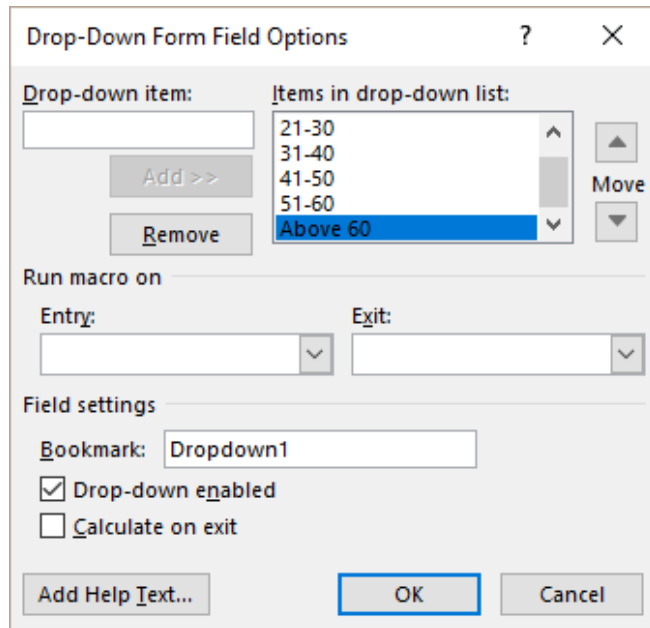 Drop-Down Form Field Options
Drop-down item:
Items in drop-down list:
21-30
31-40
41-50
51-60
Above 60
Add >>
Remove
Move
Run macro on
Entry:
Exit:
Field settings
Bookmark: Dropdown1
Drop-down enabled
Calculate on exit
Add Help Text...
OK
Cancel